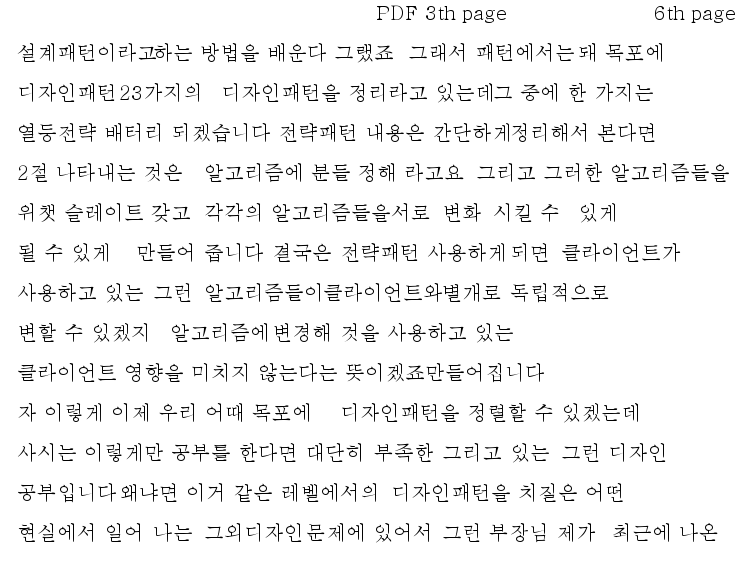 PDF 3th page 6th page
설계패턴이라고하는 방법을 배운다 그랬죠 그래서 패턴에서는돼 목포에
디자인패턴23가지의 디자인패턴을 정리라고 있는데그 중에 한 가지는
열등전략 배터리 되겠습니다 전략패턴 내용은 간단하게정리해서 본다면
2절 나타내는 것은 알고리즘에 분들 정해 라고요 그리고 그러한 알고리즘들을
위챗 슬레이트 갖고 각각의 알고리즘들을서로 변화 시킬 수 있게
될 수 있게 만들어 줍니다 결국은 전략패턴 사용하게되면 클라이언트가
사용하고 있는 그런 알고리즘들이클라이언트와별개로 독립적으로
변할 수 있겠지 알고리즘에변경해 것을 사용하고 있는
클라이언트 영향을 미치지 않는다는 뜻이겠죠만들어집니다
자 이렇게 이제 우리 어때 목포에 디자인패턴을 정렬할 수 있겠는데
사시는 이렇게만 공부를 한다면 대단히 부족한 그리고 있는 그런 디자인
공부입니다왜냐면 이거 같은 레벨에서의 디자인패턴을 치질은 어떤
현실에서 일어 나는 그외디자인문제에 있어서 그런 부장님 제가 최근에 나온